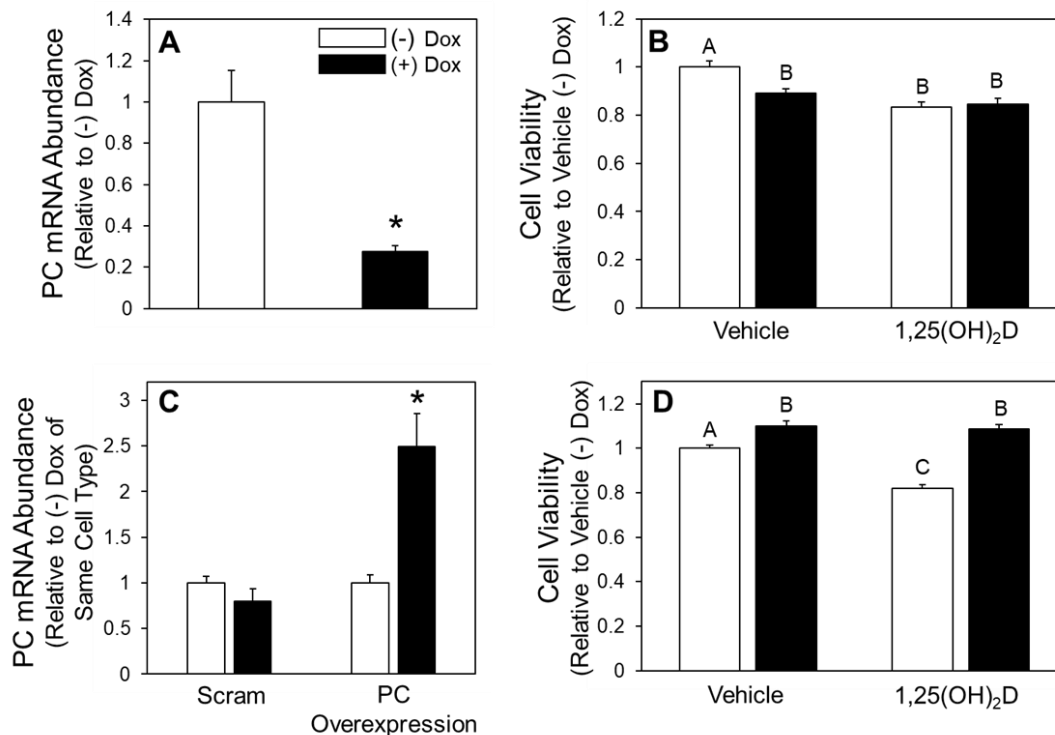 A
PC mRNA Abundance
(Relative to (-) Dox)
1.4
1.2
1
0.8
0.6
0.4
0.2
0
(-) Dox
(+) Dox
*
B
Cell Viability
(Relative to Vehicle (-) Dox)
1.2
1
0.8
0.6
0.4
0.2
0
A
B
B
B
Vehicle
1,25(OH)₂D
C
PC mRNA Abundance
(Relative to (-) Dox of
Same Cell Type)
3
2.5
2
1.5
1
0.5
0
*
Scram
PC
Overexpression
D
Cell Viability
(Relative to Vehicle (-) Dox)
1.2
1
0.8
0.6
0.4
0.2
0
A
B
C
B
Vehicle
1,25(OH)₂D